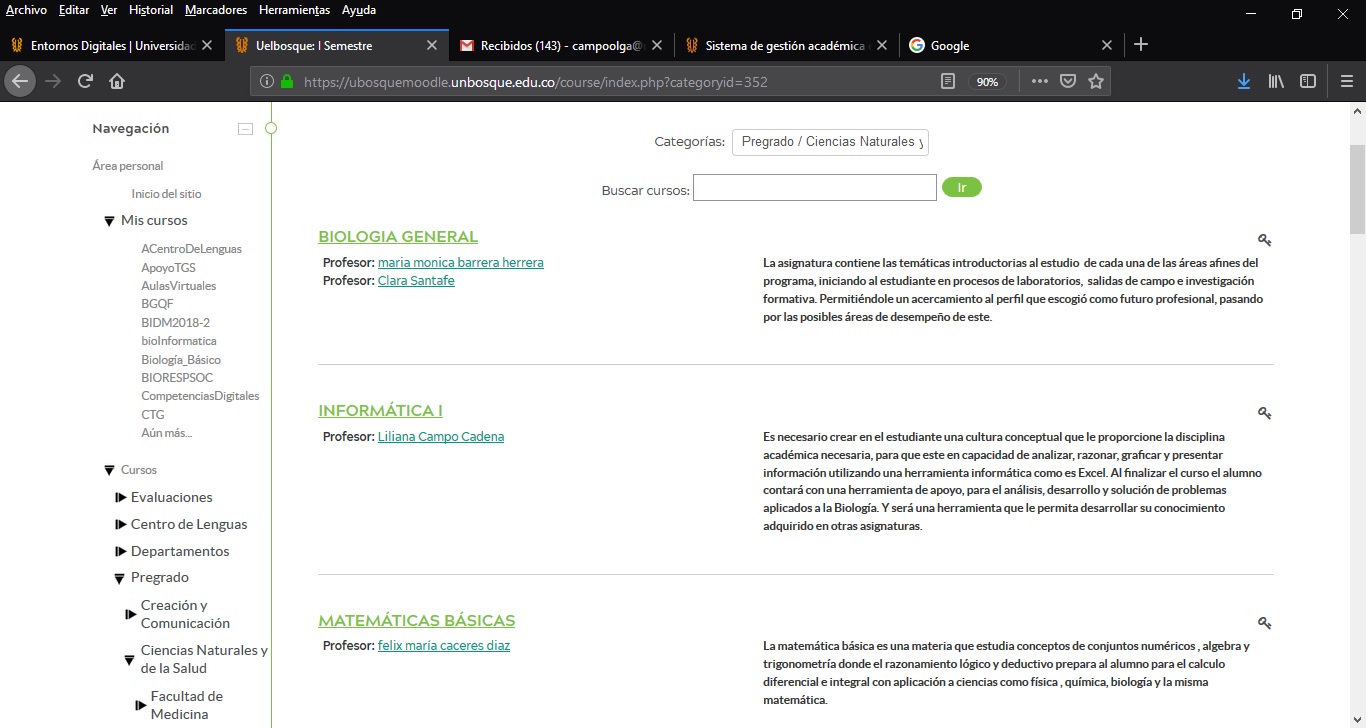 Archivo Editar Ver Historial Marcadores Herramientas Ayuda
Entornos Digitales | Universidad
Uelbosque: I Semestre
Recibidos (143) - campoolga@
Sistema de gestión académica
Google
https://ubosquemoodle.unbosque.edu.co/course/index.php?categoryid=352
90%
Navegación
Área personal
Inicio del sitio
Mis cursos
ACentroDeLenguas
ApoyoTGS
AulasVirtuales
BGQF
BIDM2018-2
bioInformatica
Biología_Básico
BIORESPSOC
CompetenciasDigitales
CTG
Aún más...
Cursos
Evaluaciones
Centro de Lenguas
Departamentos
Pregrado
Creación y
Comunicación
Ciencias Naturales y
de la Salud
Facultad de
Medicina
Categorías: Pregrado / Ciencias Naturales y
Buscar cursos: Ir
BIOLOGIA GENERAL
Profesor: maria monica barrera herrera
Profesor: Clara Santafe
La asignatura contiene las temáticas introductorias al estudio de cada una de las áreas afines del
programa, iniciando al estudiante en procesos de laboratorios, salidas de campo e investigación
formativa. Permitiéndole un acercamiento al perfil que escogió como futuro profesional, pasando
por las posibles áreas de desempeño de este.
INFORMÁTICA I
Profesor: Liliana Campo Cadena
Es necesario crear en el estudiante una cultura conceptual que le proporcione la disciplina
académica necesaria, para que este en capacidad de analizar, razonar, graficar y presentar
información utilizando una herramienta informática como es Excel. Al finalizar el curso el alumno
contará con una herramienta de apoyo, para el análisis, desarrollo y solución de problemas
aplicados a la Biología. Y será una herramienta que le permita desarrollar su conocimiento
adquirido en otras asignaturas.
MATEMÁTICAS BÁSICAS
Profesor: felix maría caceres diaz
La matemática básica es una materia que estudia conceptos de conjuntos numéricos , algebra y
trigonometría donde el razonamiento lógico y deductivo prepara al alumno para el calculo
diferencial e integral con aplicación a ciencias como física , química, biología y la misma
matemática.